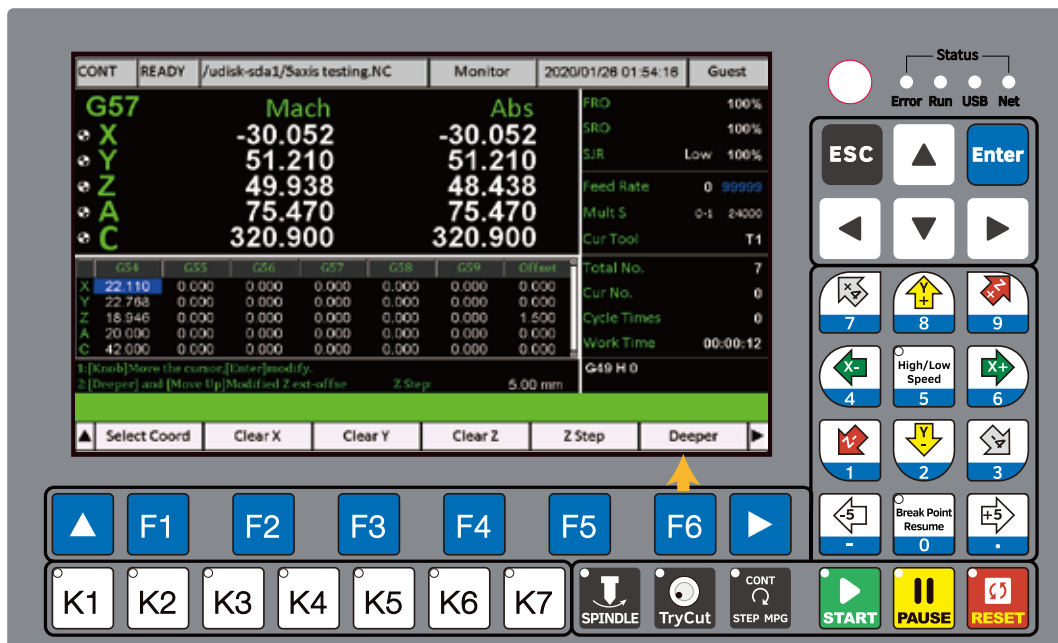 CONT READY /udisk-sda1/5axis testing.NC Monitor 2020/01/26 01:54:16 Guest
G57 Mach Abs
X -30.052 -30.052
Y 51.210 51.210
Z 49.938 48.438
A 75.470 75.470
C 320.900 320.900
FRO 100%
SRO 100%
SJR Low 100%
Feed Rate 0 99999
Mult S 0-1 24000
Cur Tool T1
Total No. 7
Cur No. 0
Cycle Times 0
Work Time 00:00:12
G49 H 0
G54 G55 G56 G57 G58 G59 Offset
X 22.110 0.000 0.000 0.000 0.000 0.000 0.000
Y 22.768 0.000 0.000 0.000 0.000 0.000 0.000
Z 18.946 0.000 0.000 0.000 0.000 0.000 1.500
A 20.000 0.000 0.000 0.000 0.000 0.000 0.000
C 42.000 0.000 0.000 0.000 0.000 0.000 0.000
1:[Knob]Move the cursor,[Enter]modify.
2:[Deeper] and [Move Up]Modified Z ext-offse Z Step: 5.00 mm
Select Coord Clear X Clear Y Clear Z Z Step Deeper
Status
Error Run USB Net
ESC Enter
X 4 Y + X Z
7 8 9
X- High/Low Speed X+
4 5 6
Z- Y - -4
1 2 3
-5 Break Point Resume +5
- 0 .
F1 F2 F3 F4 F5 F6
K1 K2 K3 K4 K5 K6 K7
SPINDLE TryCut CONT STEP MPG START PAUSE RESET